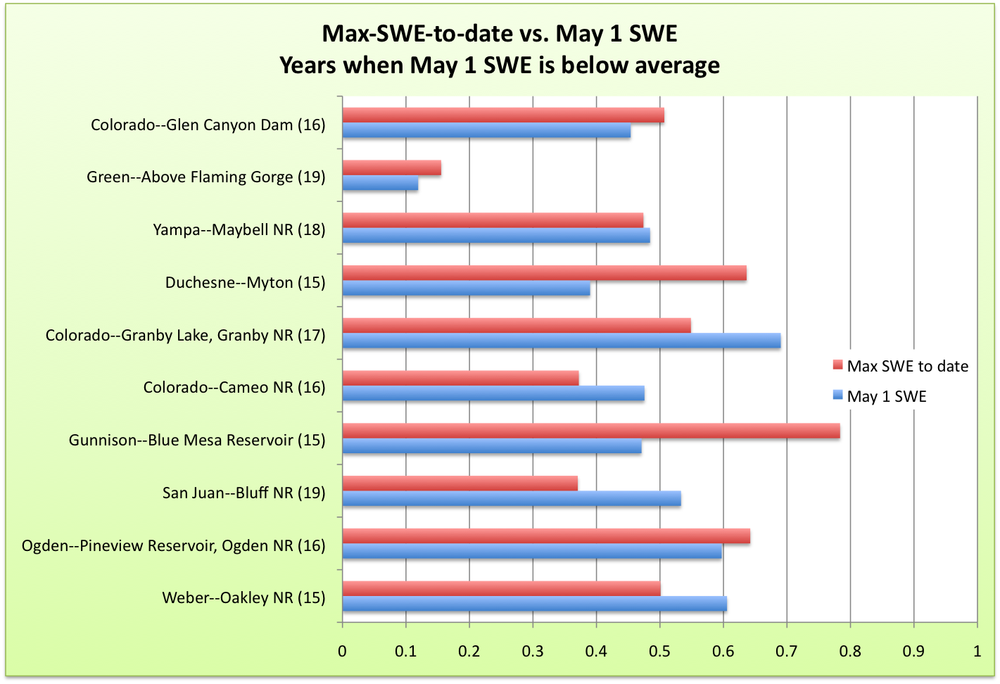 Max-SWE-to-date vs. May 1 SWE
Years when May 1 SWE is below average
Colorado--Glen Canyon Dam (16)
Green--Above Flaming Gorge (19)
Yampa--Maybell NR (18)
Duchesne--Myton (15)
Colorado--Granby Lake, Granby NR (17)
Colorado--Cameo NR (16)
Gunnison--Blue Mesa Reservoir (15)
San Juan--Bluff NR (19)
Ogden--Pineview Reservoir, Ogden NR (16)
Weber--Oakley NR (15)
Max SWE to date
May 1 SWE
0 0.1 0.2 0.3 0.4 0.5 0.6 0.7 0.8 0.9 1